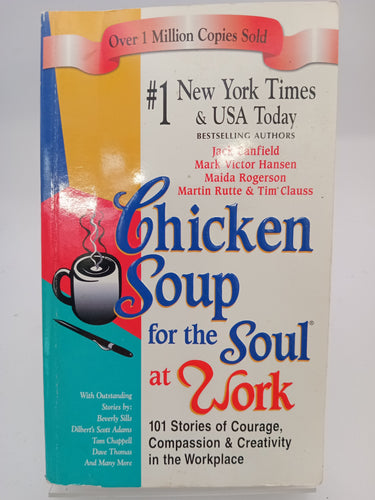 Over 1 Million Copies Sold
#1 New York Times
& USA Today
BESTSELLING AUTHORS
Jack Canfield
Mark Victor Hansen
Maida Rogerson
Martin Rutte & Tim Clauss
Chicken
Soup
for the Soul®
at Work
101 Stories of Courage,
Compassion & Creativity
in the Workplace
With Outstanding
Stories by:
Beverly Sills
Dilbert's Scott Adams
Tom Chappell
Dave Thomas
And Many More